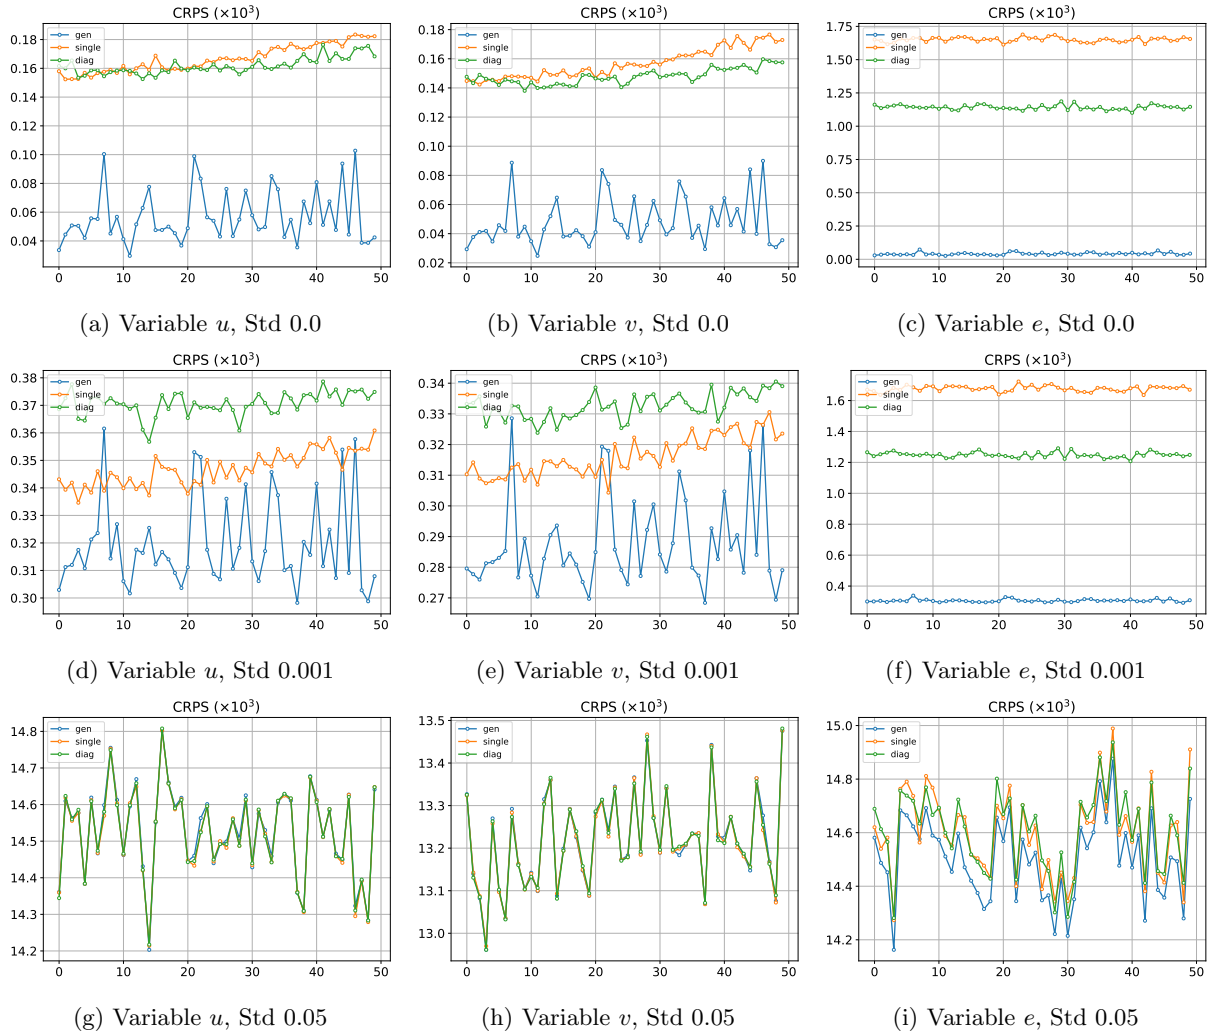 CRPS (×10³)
gen
single
diag
0.18
0.16
0.14
0.12
0.10
0.08
0.06
0.04
0 10 20 30 40 50
(a) Variable u, Std 0.0
CRPS (×10³)
gen
single
diag
0.18
0.16
0.14
0.12
0.10
0.08
0.06
0.04
0.02
0 10 20 30 40 50
(b) Variable v, Std 0.0
CRPS (×10³)
gen
single
diag
1.75
1.50
1.25
1.00
0.75
0.50
0.25
0.00
0 10 20 30 40 50
(c) Variable e, Std 0.0
CRPS (×10³)
gen
single
diag
0.38
0.37
0.36
0.35
0.34
0.33
0.32
0.31
0.30
0 10 20 30 40 50
(d) Variable u, Std 0.001
CRPS (×10³)
gen
single
diag
0.34
0.33
0.32
0.31
0.30
0.29
0.28
0.27
0 10 20 30 40 50
(e) Variable v, Std 0.001
CRPS (×10³)
gen
single
diag
1.6
1.4
1.2
1.0
0.8
0.6
0.4
0 10 20 30 40 50
(f) Variable e, Std 0.001
CRPS (×10³)
gen
single
diag
14.8
14.7
14.6
14.5
14.4
14.3
14.2
0 10 20 30 40 50
(g) Variable u, Std 0.05
CRPS (×10³)
gen
single
diag
13.5
13.4
13.3
13.2
13.1
13.0
0 10 20 30 40 50
(h) Variable v, Std 0.05
CRPS (×10³)
gen
single
diag
15.0
14.8
14.6
14.4
14.2
0 10 20 30 40 50
(i) Variable e, Std 0.05